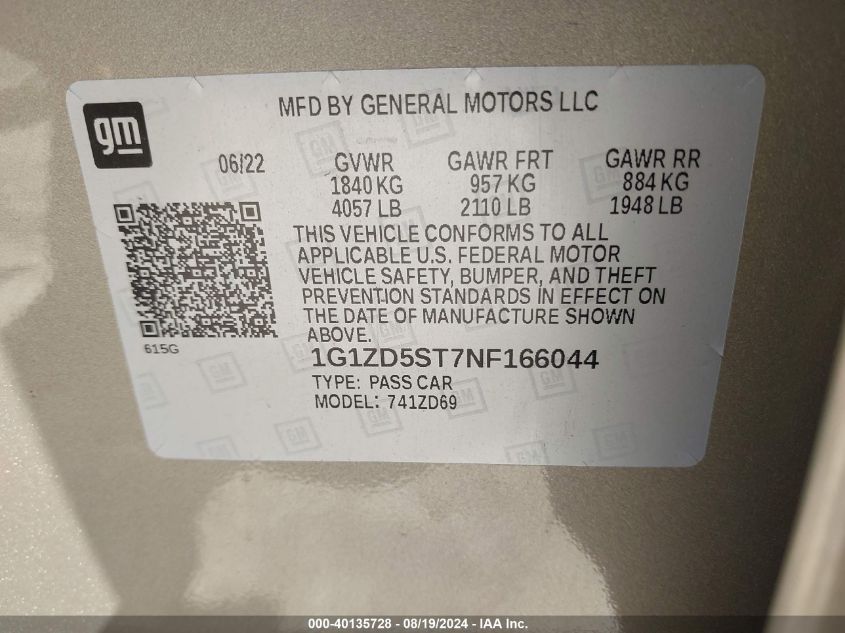 gm
MFD BY GENERAL MOTORS LLC
06/22 GVWR GAWR FRT GAWR RR
1840 KG 957 KG 884 KG
4057 LB 2110 LB 1948 LB
THIS VEHICLE CONFORMS TO ALL
APPLICABLE U.S. FEDERAL MOTOR
VEHICLE SAFETY, BUMPER, AND THEFT
PREVENTION STANDARDS IN EFFECT ON
THE DATE OF MANUFACTURE SHOWN
ABOVE.
615G
1G1ZD5ST7NF166044
TYPE: PASS CAR
MODEL: 741ZD69
000-40135728 - 08/19/2024 - IAA Inc.